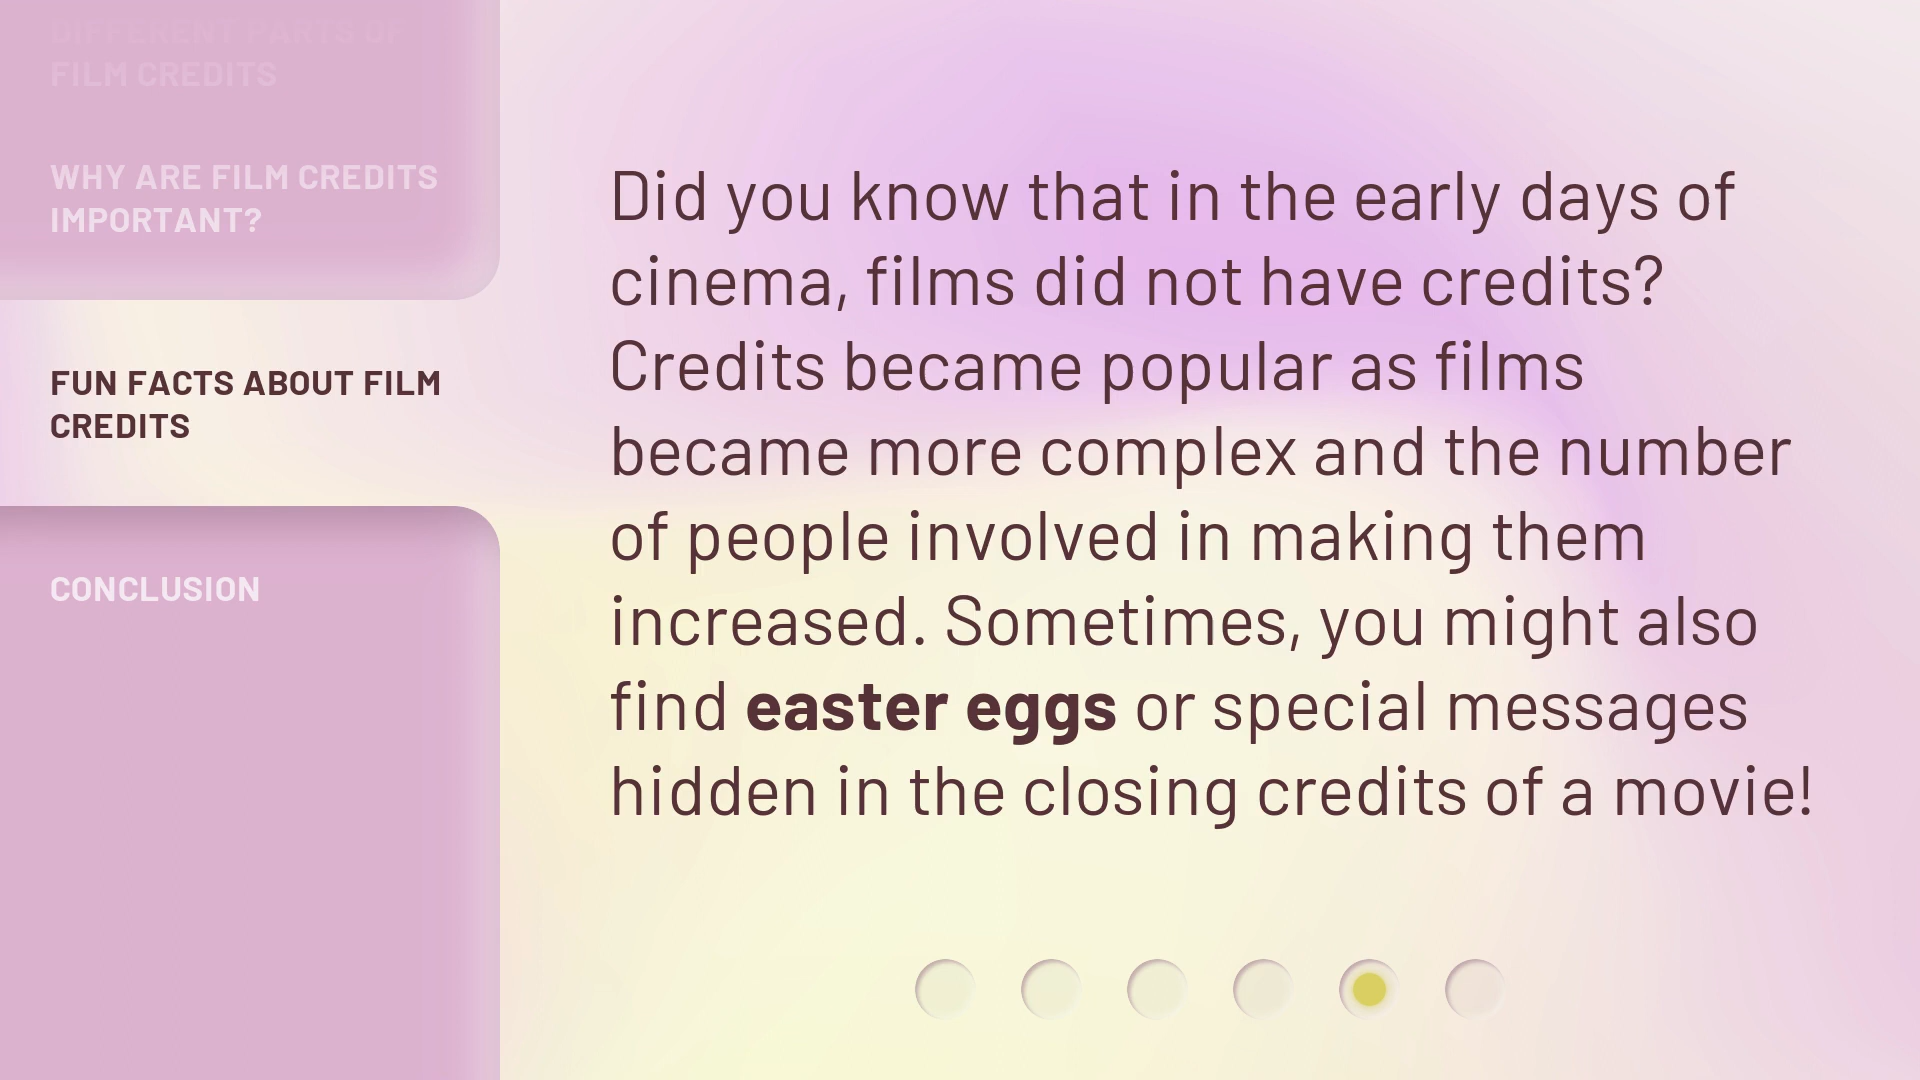 DIFFERENT PARTS OF
FILM CREDITS
WHY ARE FILM CREDITS
IMPORTANT?
FUN FACTS ABOUT FILM
CREDITS
CONCLUSION
Did you know that in the early days of
cinema, films did not have credits?
Credits became popular as films
became more complex and the number
of people involved in making them
increased. Sometimes, you might also
find easter eggs or special messages
hidden in the closing credits of a movie!